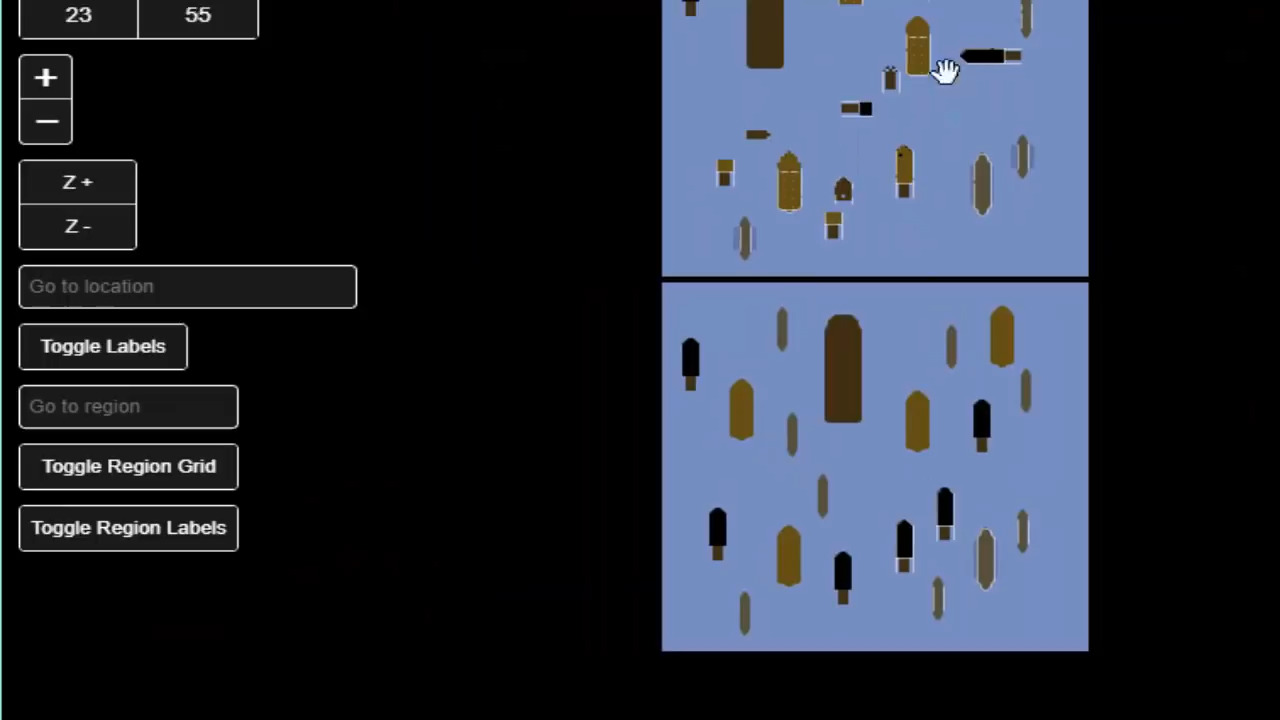 23 55
+
−
Z +
Z -
Go to location
Toggle Labels
Go to region
Toggle Region Grid
Toggle Region Labels